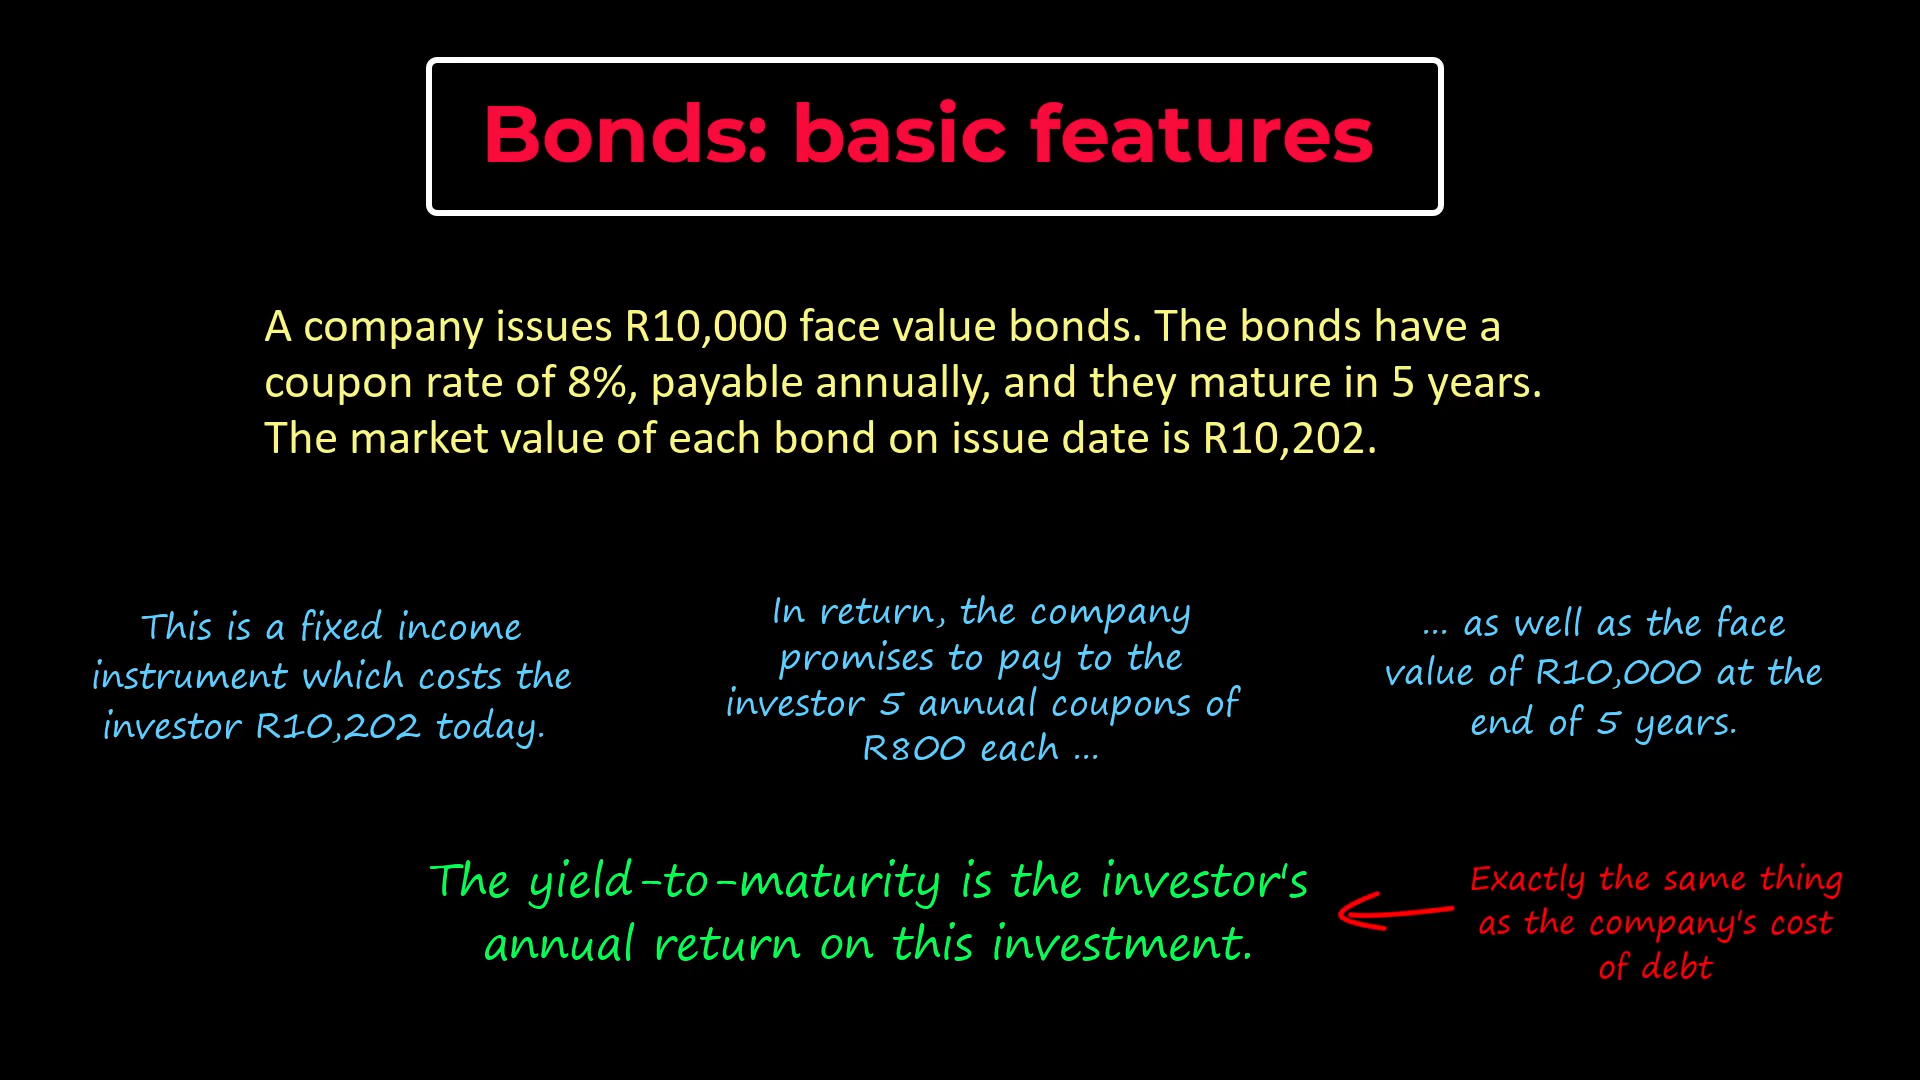 Bonds: basic features
A company issues R10,000 face value bonds. The bonds have a
coupon rate of 8%, payable annually, and they mature in 5 years.
The market value of each bond on issue date is R10,202.
This is a fixed income
instrument which costs the
investor R10,202 today.
In return, the company
promises to pay to the
investor 5 annual coupons of
R800 each ...
... as well as the face
value of R10,000 at the
end of 5 years.
The yield-to-maturity is the investor's
annual return on this investment.
Exactly the same thing
as the company's cost
of debt